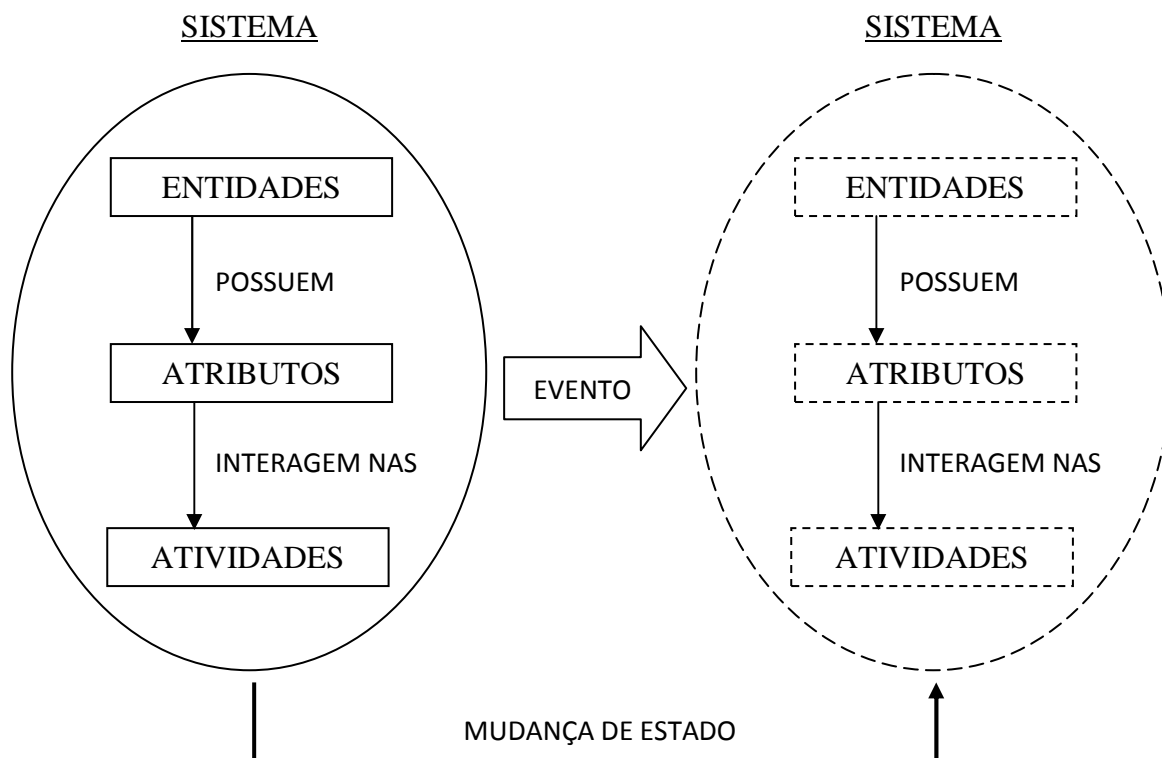 SISTEMA
ENTIDADES
POSSUEM
ATRIBUTOS
INTERAGEM NAS
ATIVIDADES
EVENTO
SISTEMA
ENTIDADES
POSSUEM
ATRIBUTOS
INTERAGEM NAS
ATIVIDADES
MUDANÇA DE ESTADO